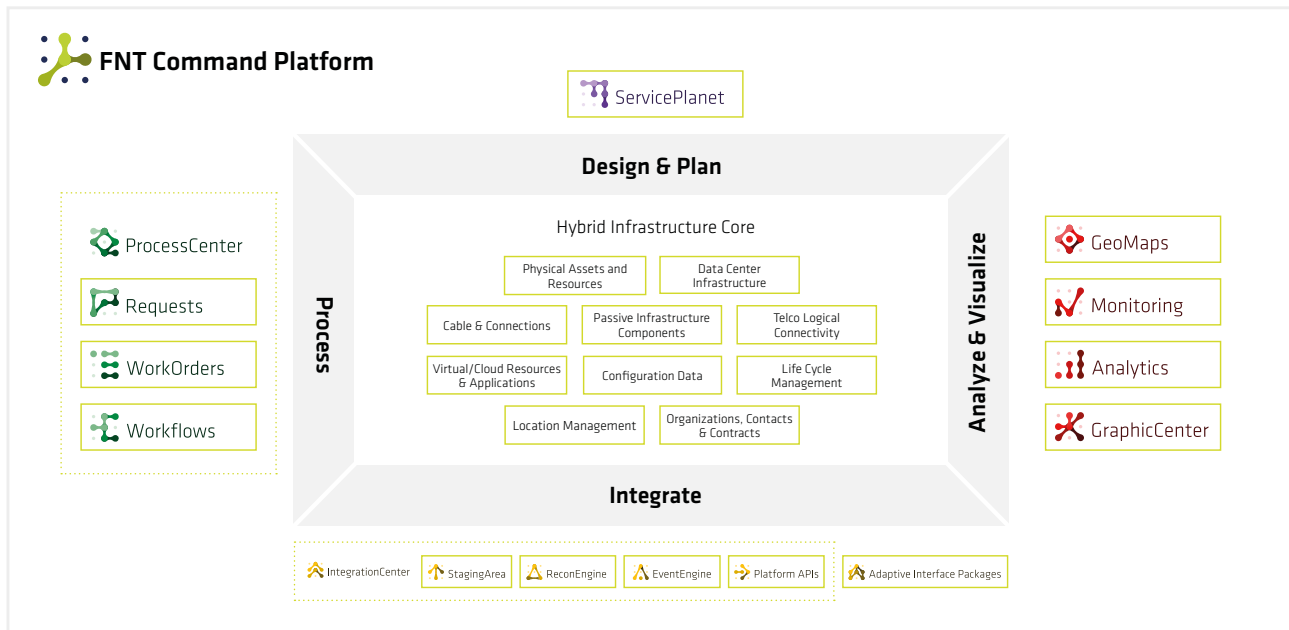 FNT Command Platform
ServicePlanet
Design & Plan
ProcessCenter
Requests
WorkOrders
Workflows
Process
Hybrid Infrastructure Core
Physical Assets and
Resources
Data Center
Infrastructure
Cable & Connections
Passive Infrastructure
Components
Telco Logical
Connectivity
Virtual/Cloud Resources
& Applications
Configuration Data
Life Cycle
Management
Location Management
Organizations, Contacts
& Contracts
Analyze & Visualize
GeoMaps
Monitoring
Analytics
GraphicCenter
Integrate
IntegrationCenter
StagingArea
ReconEngine
EventEngine
Platform APIs
Adaptive Interface Packages